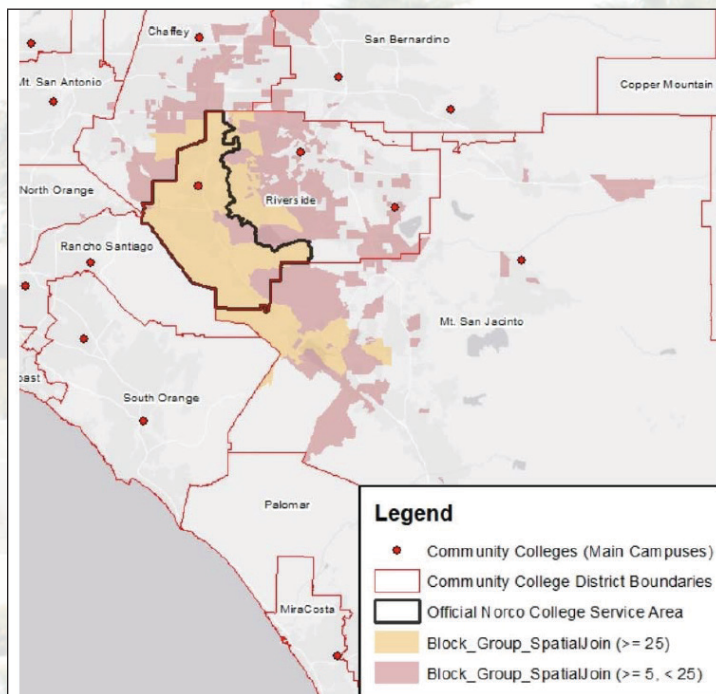 Chaffey
San Bernardino
Mt. San Antonio
Copper Mountain
North Orange
Riverside
Rancho Santiago
Mt. San Jacinto
oast
South Orange
Palomar
MiraCosta
Legend
Community Colleges (Main Campuses)
Community College District Boundaries
Official Norco College Service Area
Block_Group_SpatialJoin (>= 25)
Block_Group_SpatialJoin (>= 5, < 25)